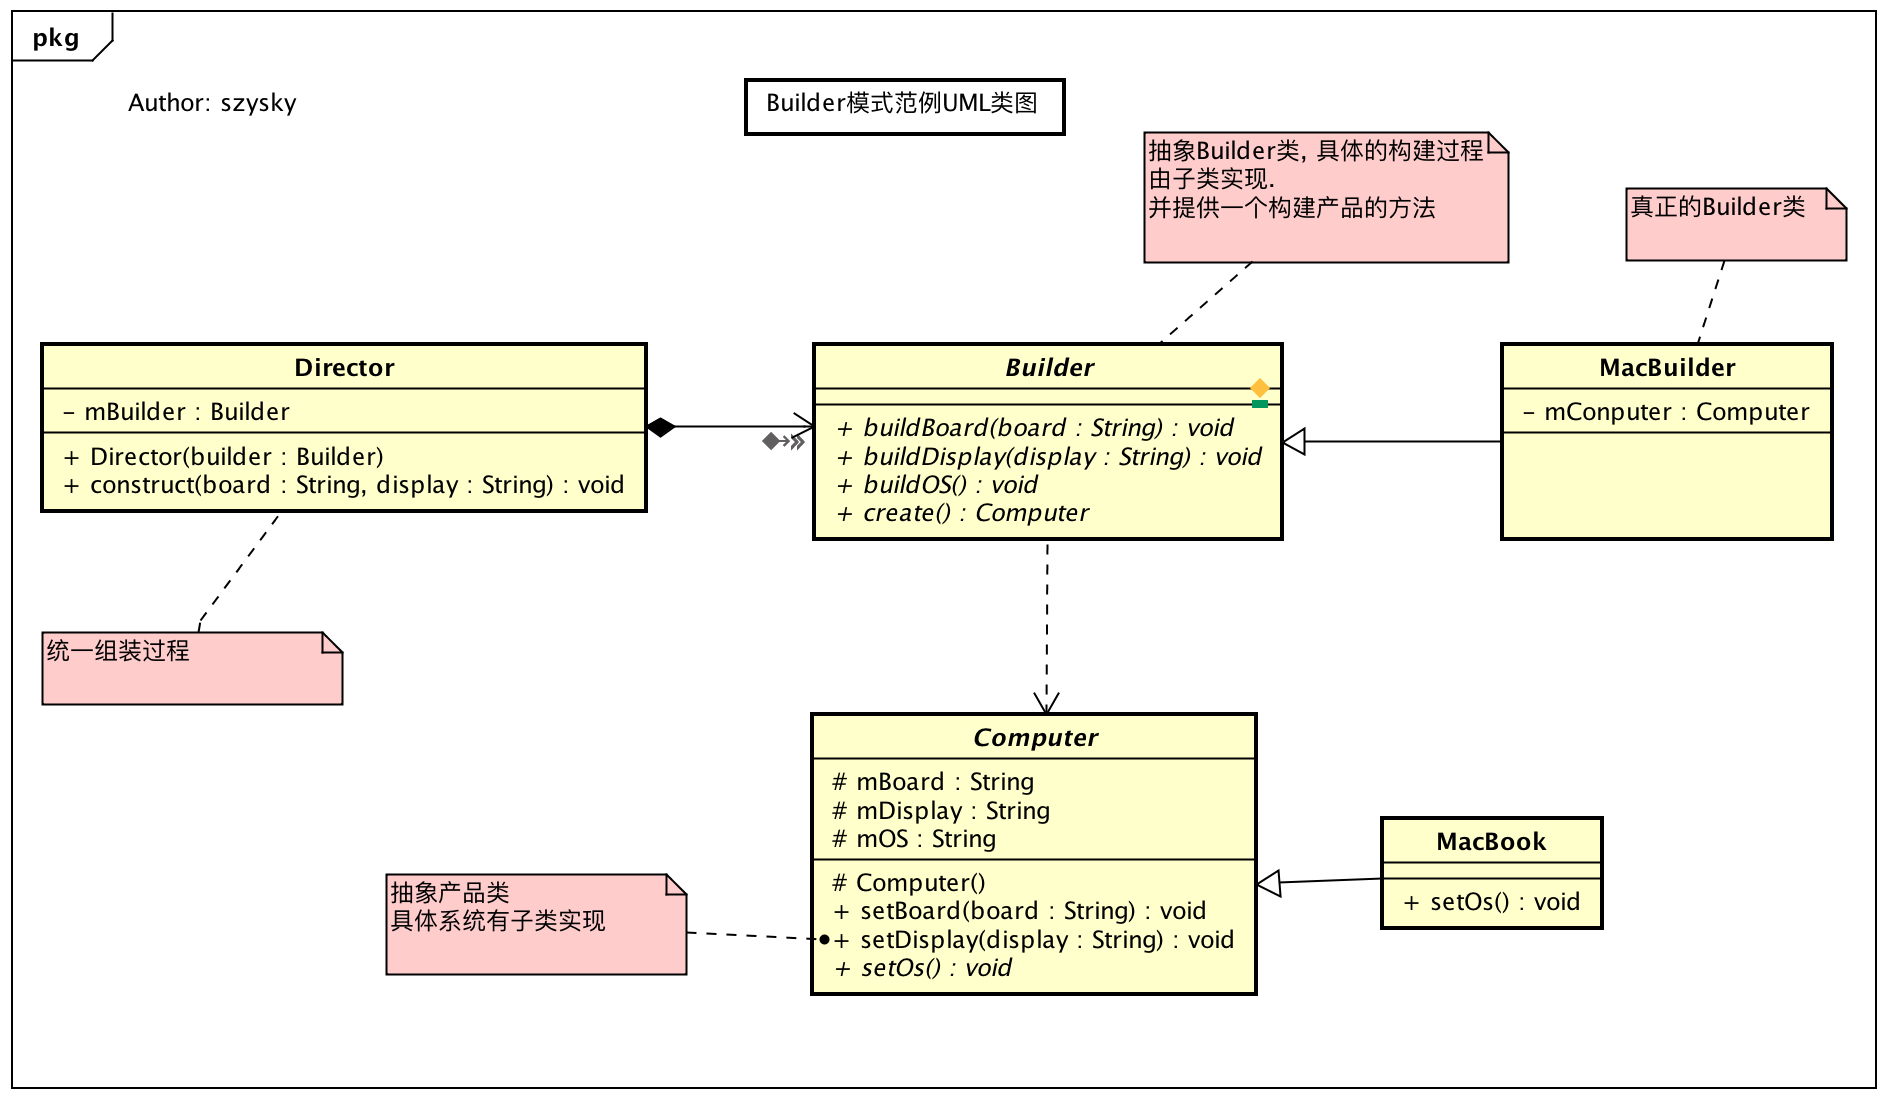 pkg
Author: szysky
Builder模式范例UML类图
抽象Builder类, 具体的构建过程
由子类实现.
并提供一个构建产品的方法
真正的Builder类
Director
- mBuilder : Builder
+ Director(builder : Builder)
+ construct(board : String, display : String) : void
Builder
+ buildBoard(board : String) : void
+ buildDisplay(display : String) : void
+ buildOS() : void
+ create() : Computer
MacBuilder
- mConputer : Computer
统一组装过程
Computer
# mBoard : String
# mDisplay : String
# mOS : String
# Computer()
+ setBoard(board : String) : void
+ setDisplay(display : String) : void
+ setOs() : void
MacBook
+ setOs() : void
抽象产品类
具体系统有子类实现